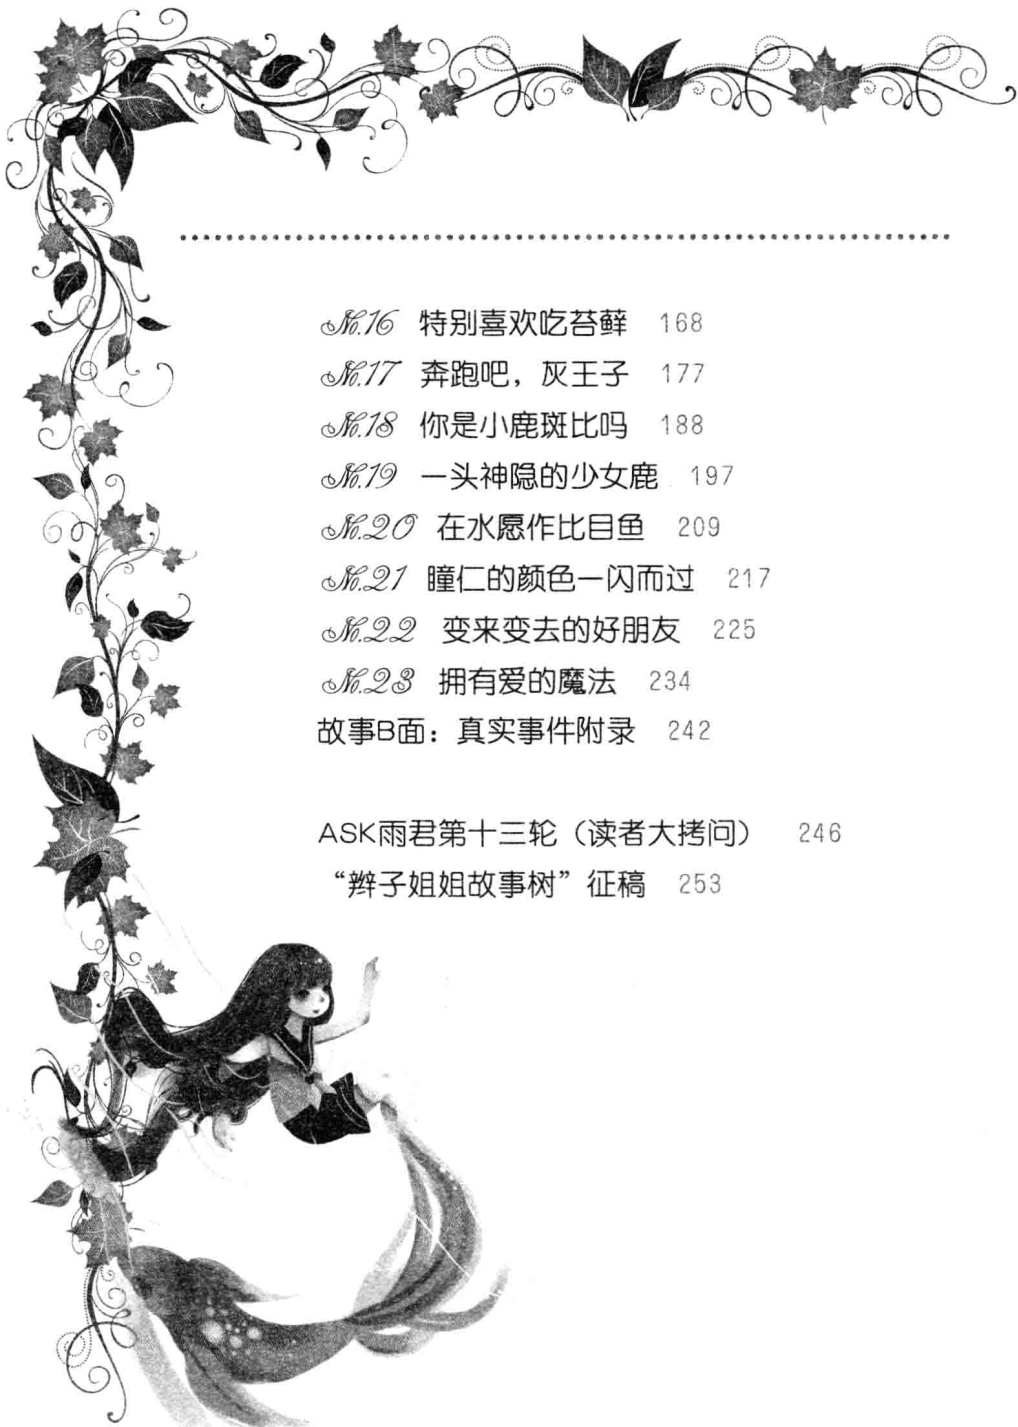 No.16 特别喜欢吃苔藓 168
No.17 奔跑吧，灰王子 177
No.18 你是小鹿斑比吗 188
No.19 一头神隐的少女鹿 197
No.20 在水愿作比目鱼 209
No.21 瞳仁的颜色一闪而过 217
No.22 变来变去的好朋友 225
No.23 拥有爱的魔法 234
故事B面：真实事件附录 242
ASK雨君第十三轮（读者大拷问） 246
“辫子姐姐故事树”征稿 253